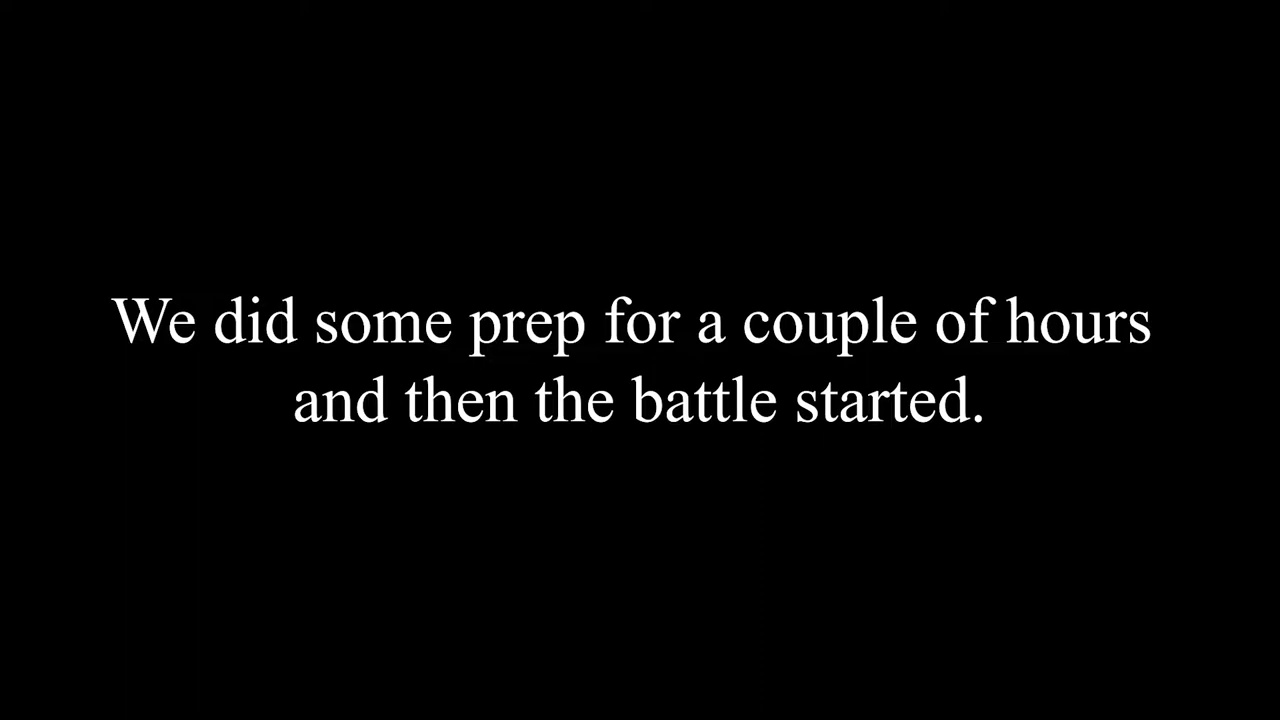 We did some prep for a couple of hours
and then the battle started.